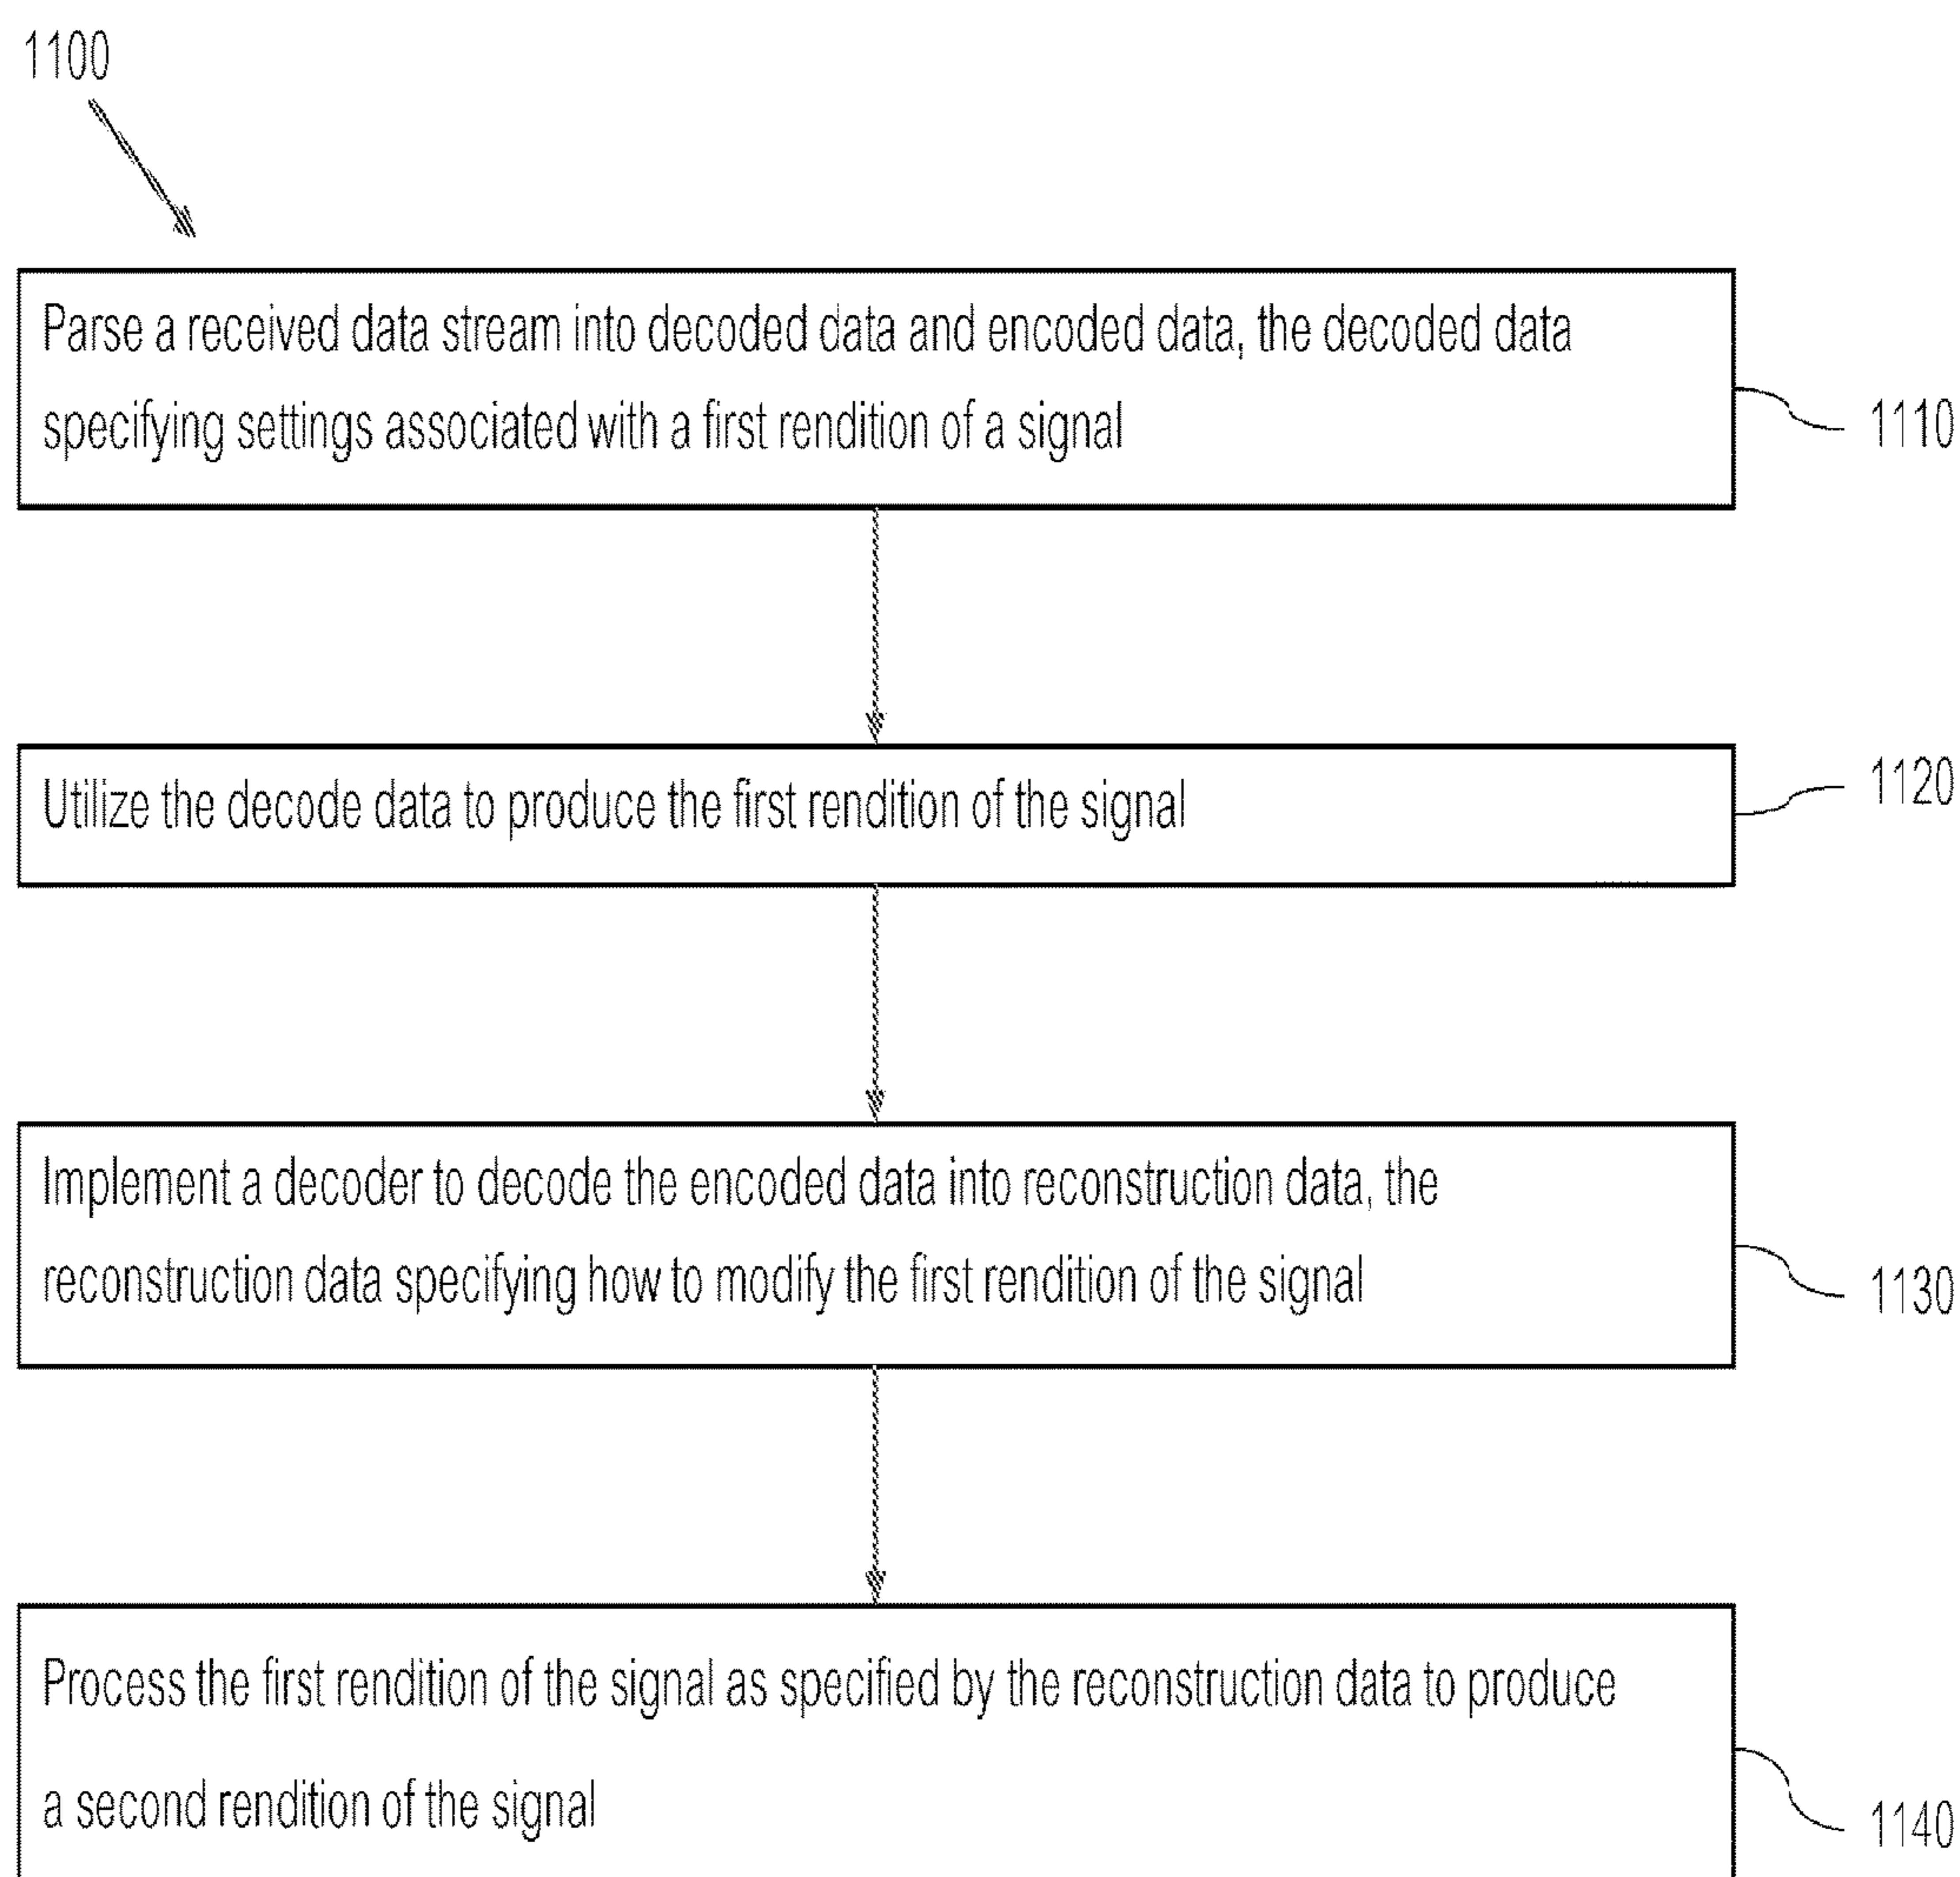 1100
Parse a received data stream into decoded data and encoded data, the decoded data
specifying settings associated with a first rendition of a signal
1110
Utilize the decode data to produce the first rendition of the signal
1120
Implement a decoder to decode the encoded data into reconstruction data, the
reconstruction data specifying how to modify the first rendition of the signal
1130
Process the first rendition of the signal as specified by the reconstruction data to produce
a second rendition of the signal
1140